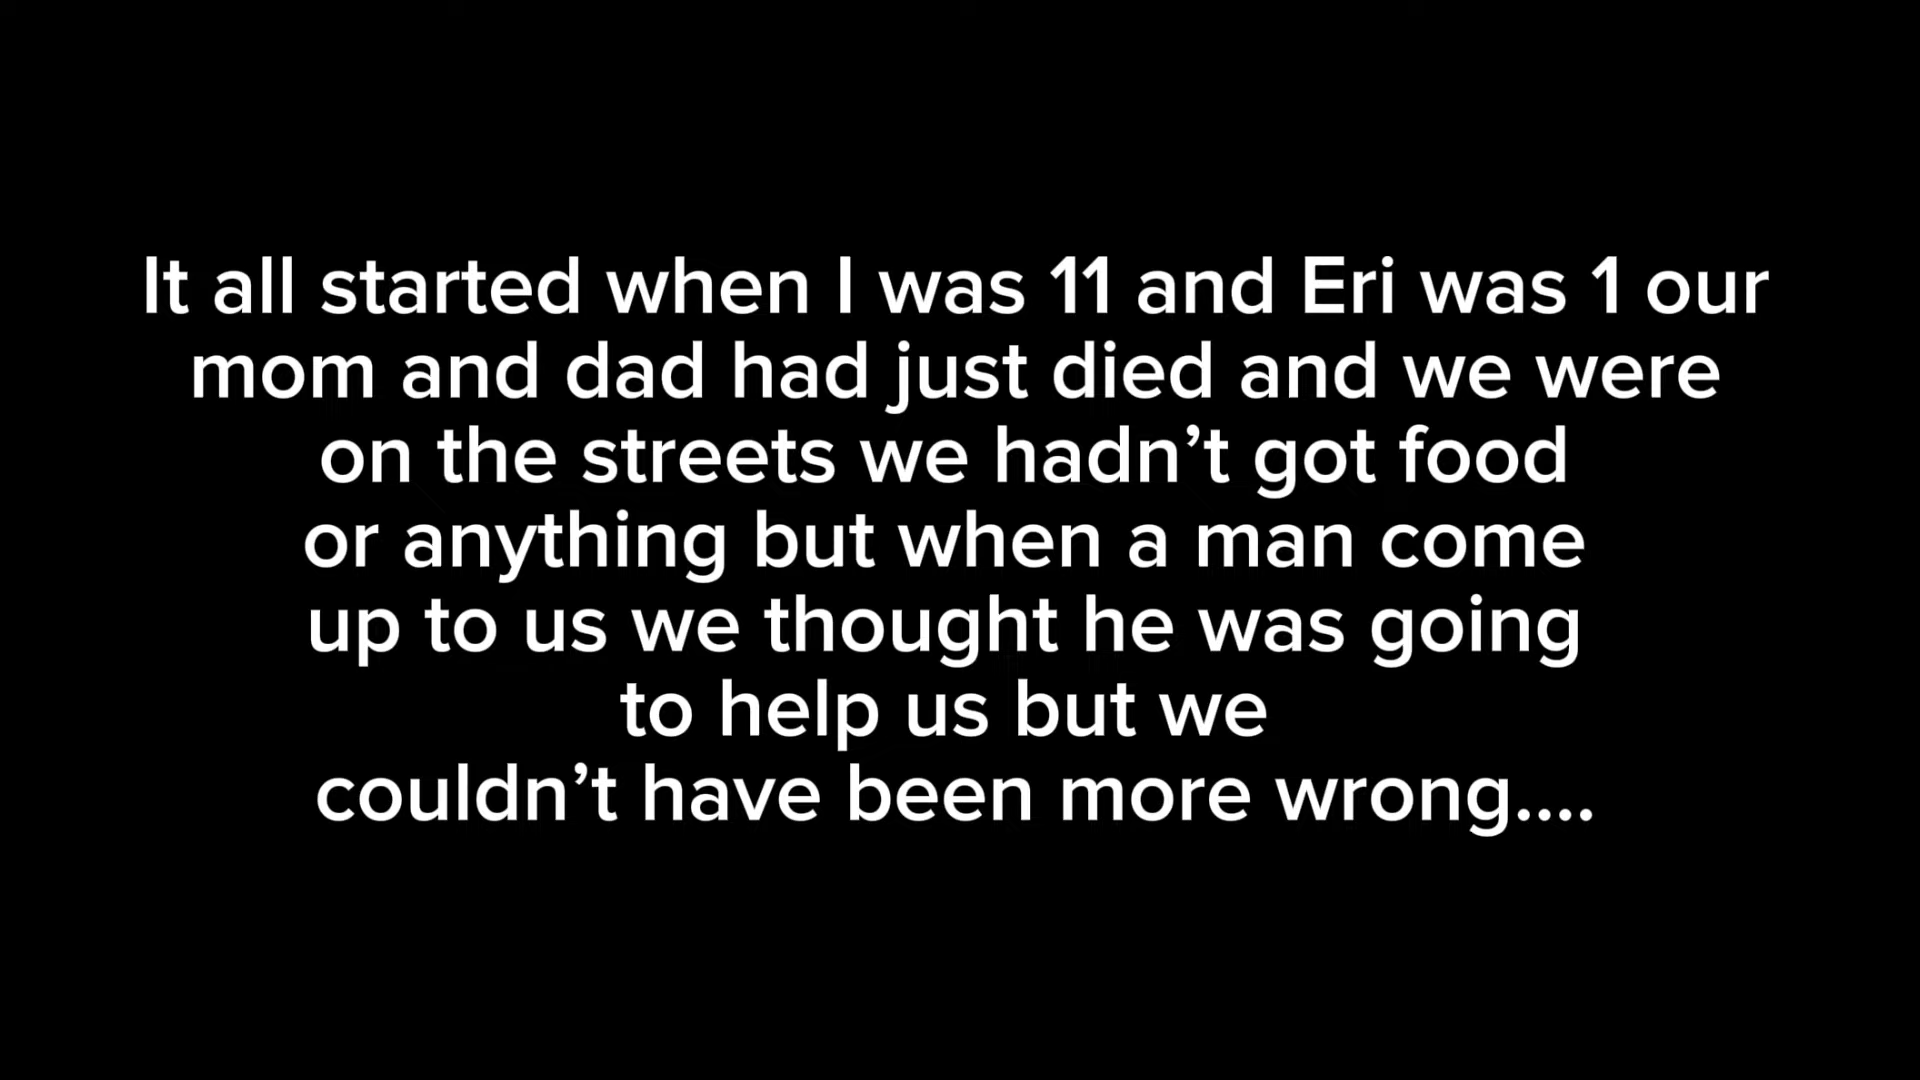 It all started when I was 11 and Eri was 1 our
mom and dad had just died and we were
on the streets we hadn’t got food
or anything but when a man come
up to us we thought he was going
to help us but we
couldn’t have been more wrong....